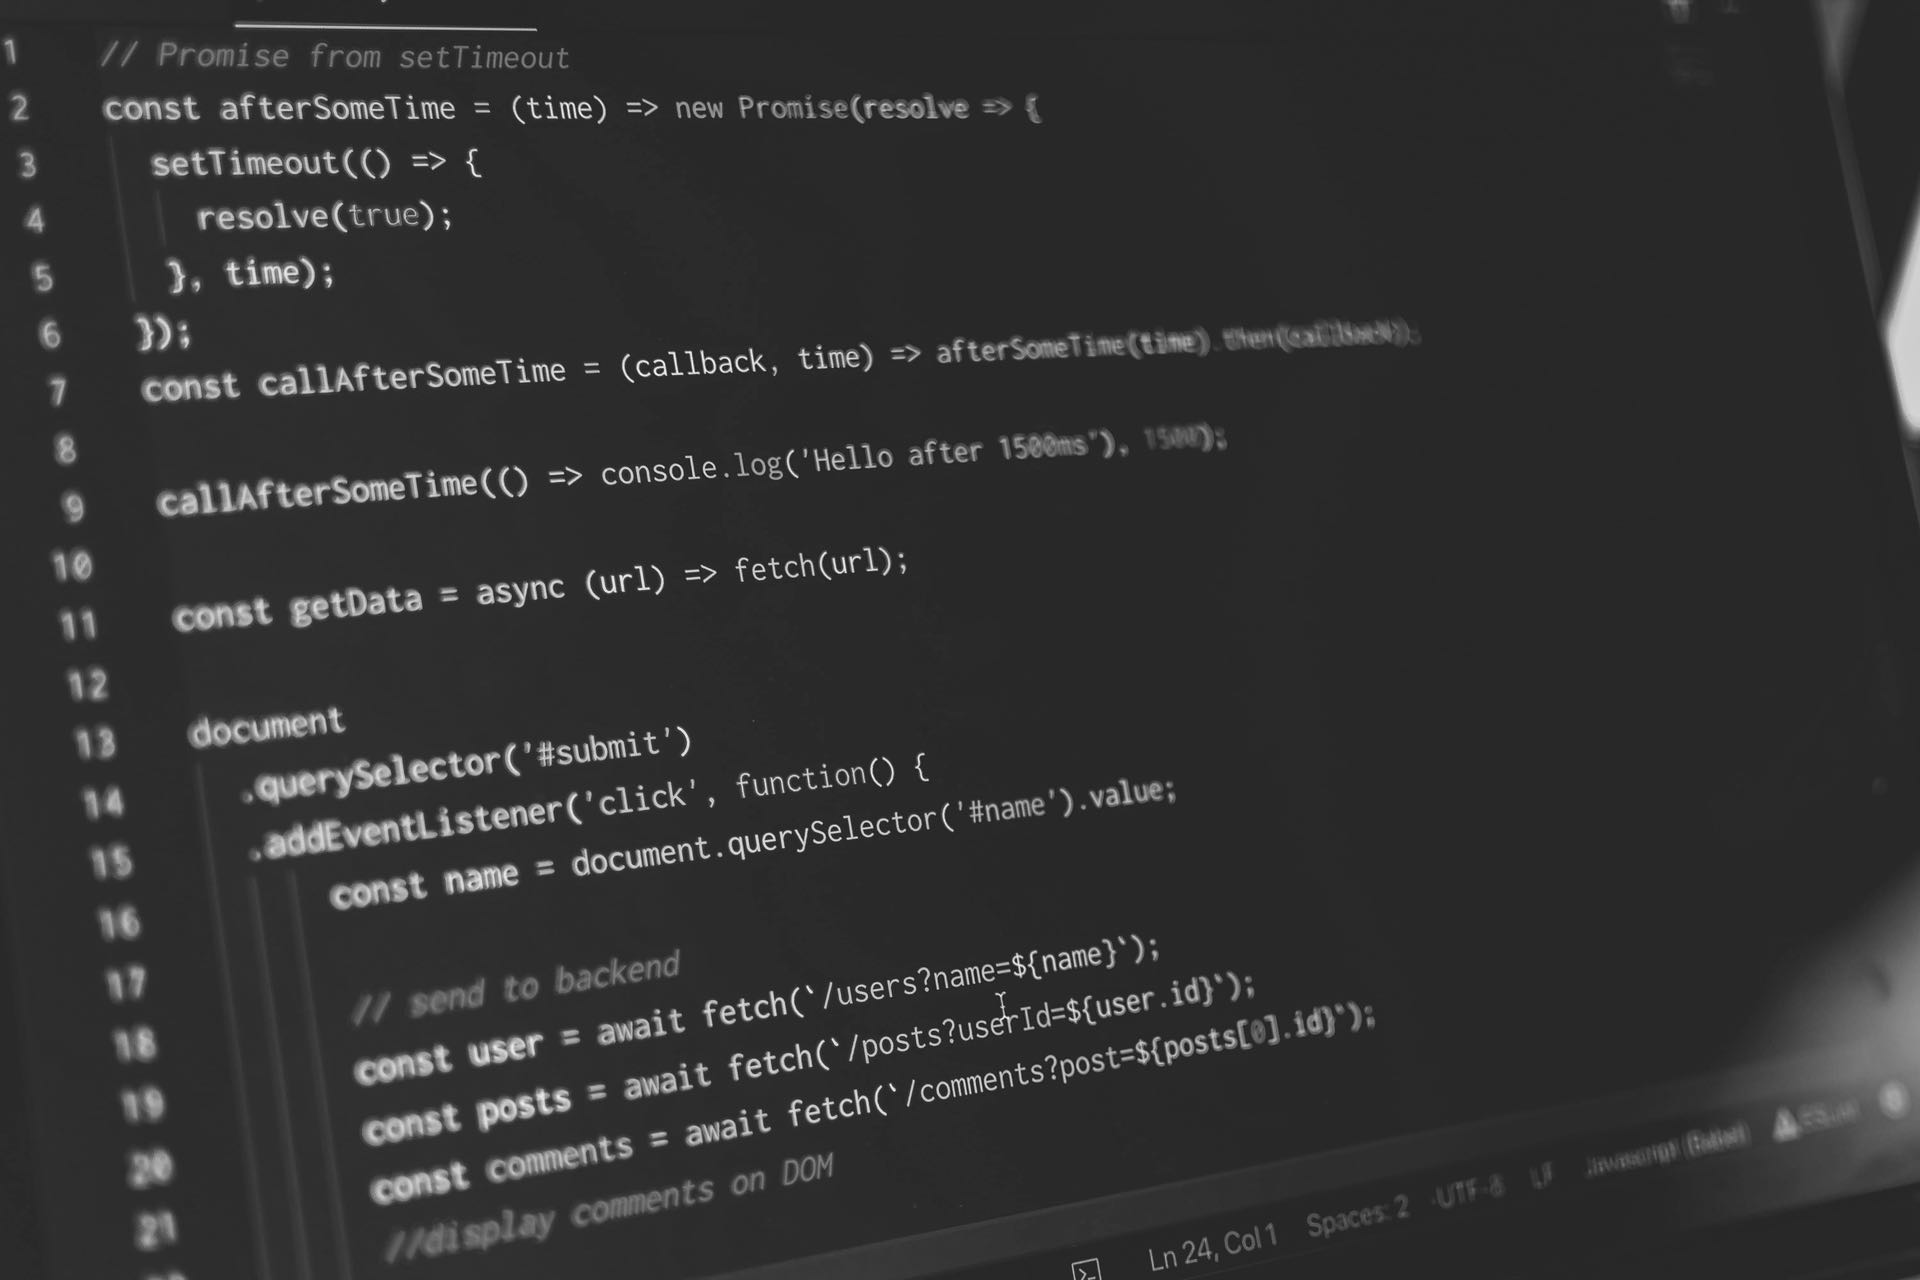 1 // Promise from setTimeout
2 const afterSomeTime = (time) => new Promise(resolve => {
3 setTimeout(() => {
4 resolve(true);
5 }, time);
6 });
7 const callAfterSomeTime = (callback, time) => afterSomeTime(time).then(callback);
8
9 callAfterSomeTime(() => console.log('Hello after 1500ms'), 1500);
10
11 const getData = async (url) => fetch(url);
12
13 document
14 .querySelector('#submit')
15 .addEventListener('click', function() {
16 const name = document.querySelector('#name').value;
17
18 // send to backend
19 const user = await fetch(`/users?name=${name}`);
20 const posts = await fetch(`/posts?userId=${user.id}`);
21 const comments = await fetch(`/comments?post=${posts[0].id}`);
//display comments on DOM
Ln 24, Col 1 Spaces: 2 UTF-8 LF Javascript (Babel)